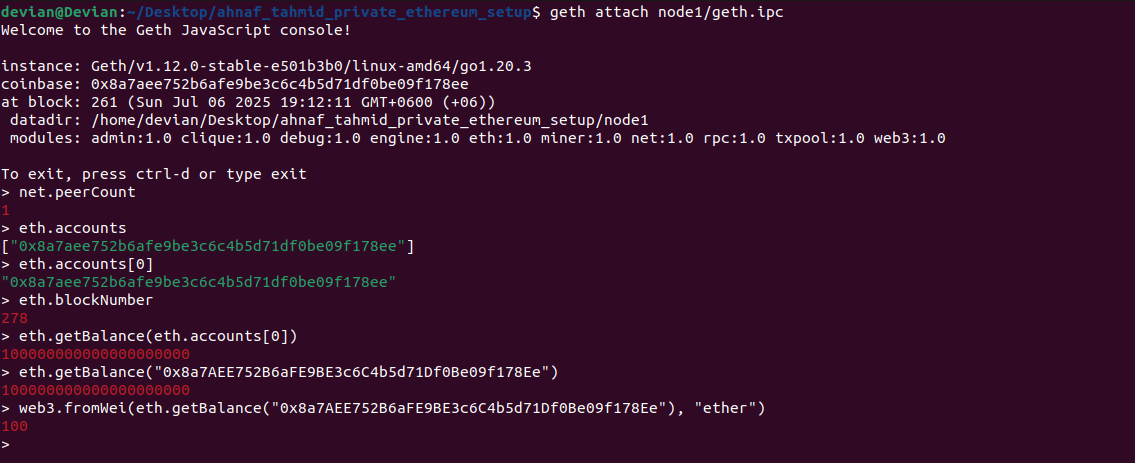 devian@Devian:~/Desktop/ahnaf_tahmid_private_ethereum_setup$ geth attach node1/geth.ipc
Welcome to the Geth JavaScript console!

instance: Geth/v1.12.0-stable-e501b3b0/linux-amd64/go1.20.3
coinbase: 0x8a7aee752b6afe9be3c6c4b5d71df0be09f178ee
at block: 261 (Sun Jul 06 2025 19:12:11 GMT+0600 (+06))
 datadir: /home/devian/Desktop/ahnaf_tahmid_private_ethereum_setup/node1
 modules: admin:1.0 clique:1.0 debug:1.0 engine:1.0 eth:1.0 miner:1.0 net:1.0 rpc:1.0 txpool:1.0 web3:1.0

To exit, press ctrl-d or type exit
> net.peerCount
1
> eth.accounts
["0x8a7aee752b6afe9be3c6c4b5d71df0be09f178ee"]
> eth.accounts[0]
"0x8a7aee752b6afe9be3c6c4b5d71df0be09f178ee"
> eth.blockNumber
278
> eth.getBalance(eth.accounts[0])
100000000000000000000
> eth.getBalance("0x8a7AEE752B6aFE9BE3c6C4b5d71Df0Be09f178Ee")
100000000000000000000
> web3.fromWei(eth.getBalance("0x8a7AEE752B6aFE9BE3c6C4b5d71Df0Be09f178Ee"), "ether")
100
>